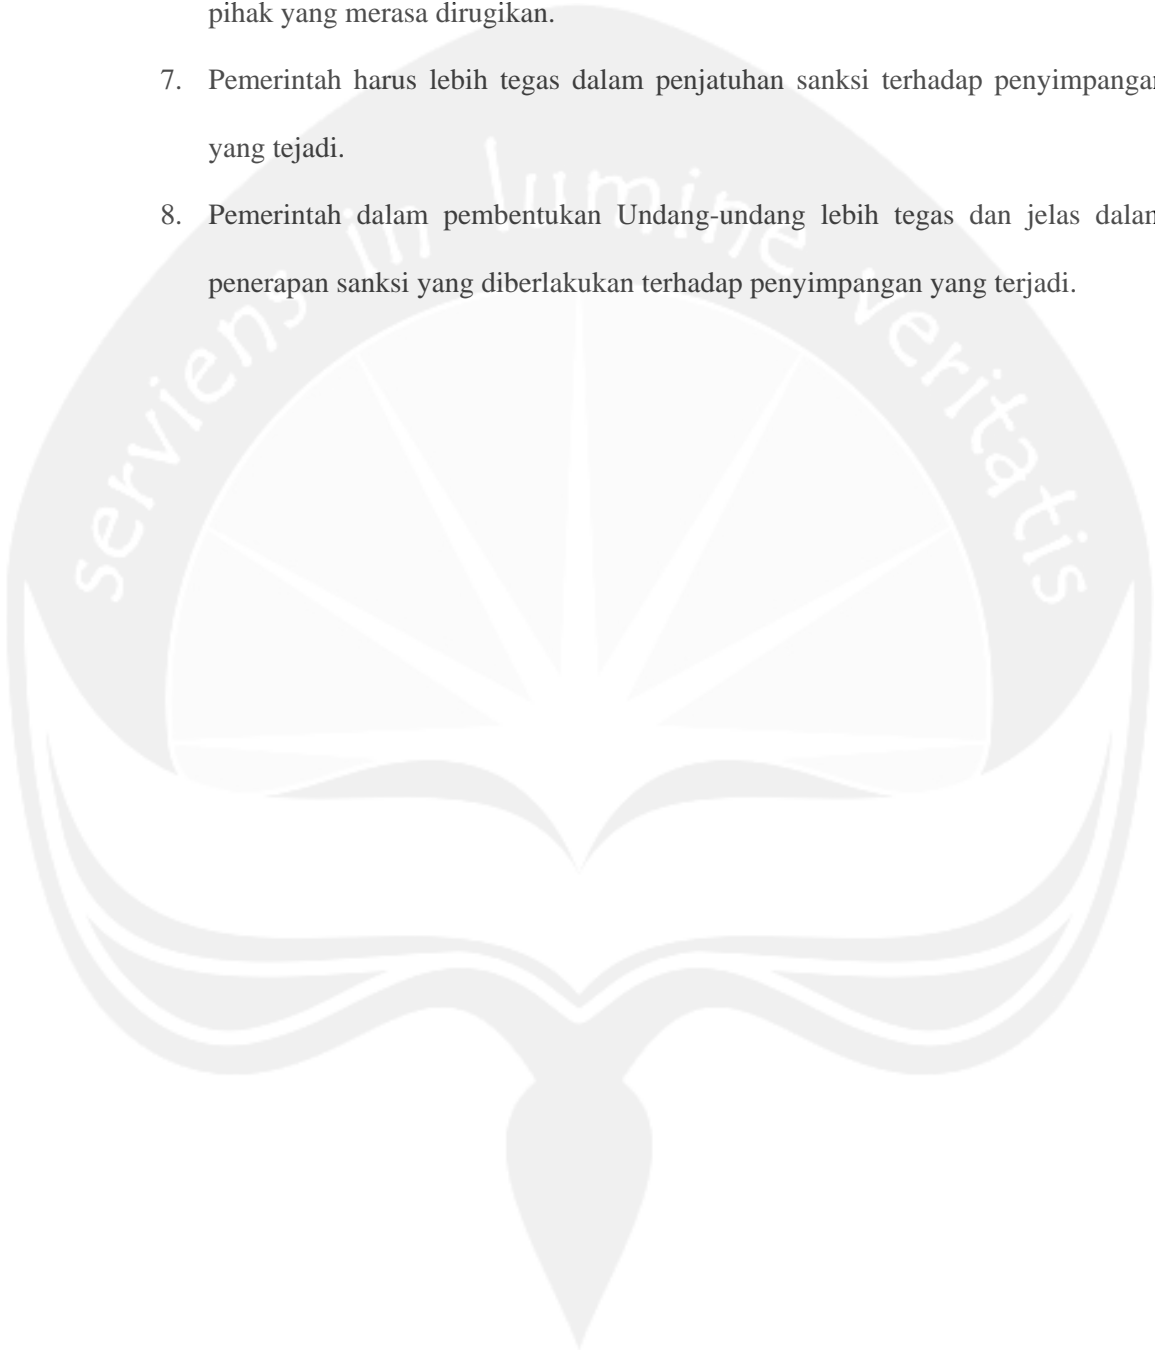 pihak yang merasa dirugikan.
7. Pemerintah harus lebih tegas dalam penjatuhan sanksi terhadap penyimpangan
yang tejadi.
8. Pemerintah dalam pembentukan Undang-undang lebih tegas dan jelas dalam
penerapan sanksi yang diberlakukan terhadap penyimpangan yang terjadi.
serviens in lumine veritatis